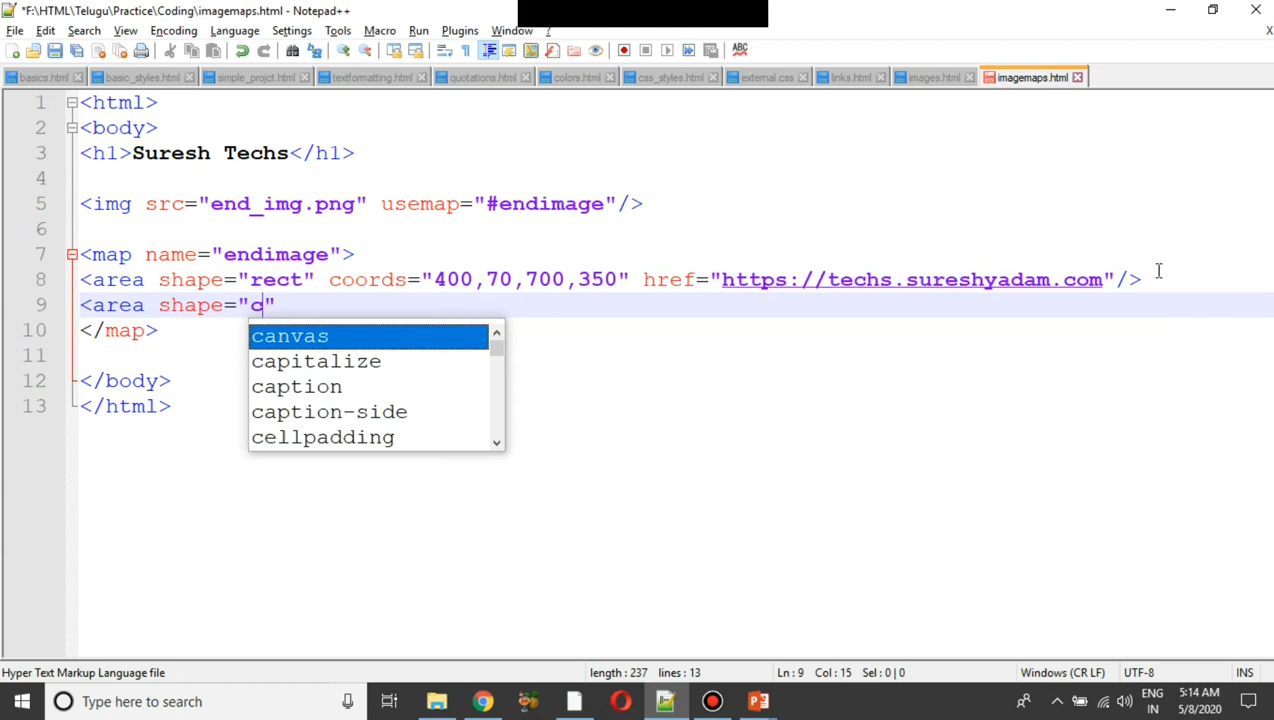 *F:\HTML\Telugu\Practice\Coding\imagemaps.html - Notepad++
File Edit Search View Encoding Language Settings Tools Macro Run Plugins Window ?
X
ABC
basics.html basic_styles.html simple_projct.html textformatting.html quotations.html colors.html css_styles.html external.css links.html images.html imagemaps.html
1 <html>
2 <body>
3 <h1>Suresh Techs</h1>
4
5 <img src="end_img.png" usemap="#endimage"/>
6
7 <map name="endimage">
8 <area shape="rect" coords="400,70,700,350" href="https://techs.sureshyadam.com"/>
9 <area shape="c"
10 </map>
canvas
11
capitalize
12 </body>
caption
13 </html>
caption-side
cellpadding
Hyper Text Markup Language file length : 237 lines : 13 Ln : 9 Col : 15 Sel : 0 | 0 Windows (CR LF) UTF-8 INS
Type here to search
ENG
IN
5:14 AM
5/8/2020